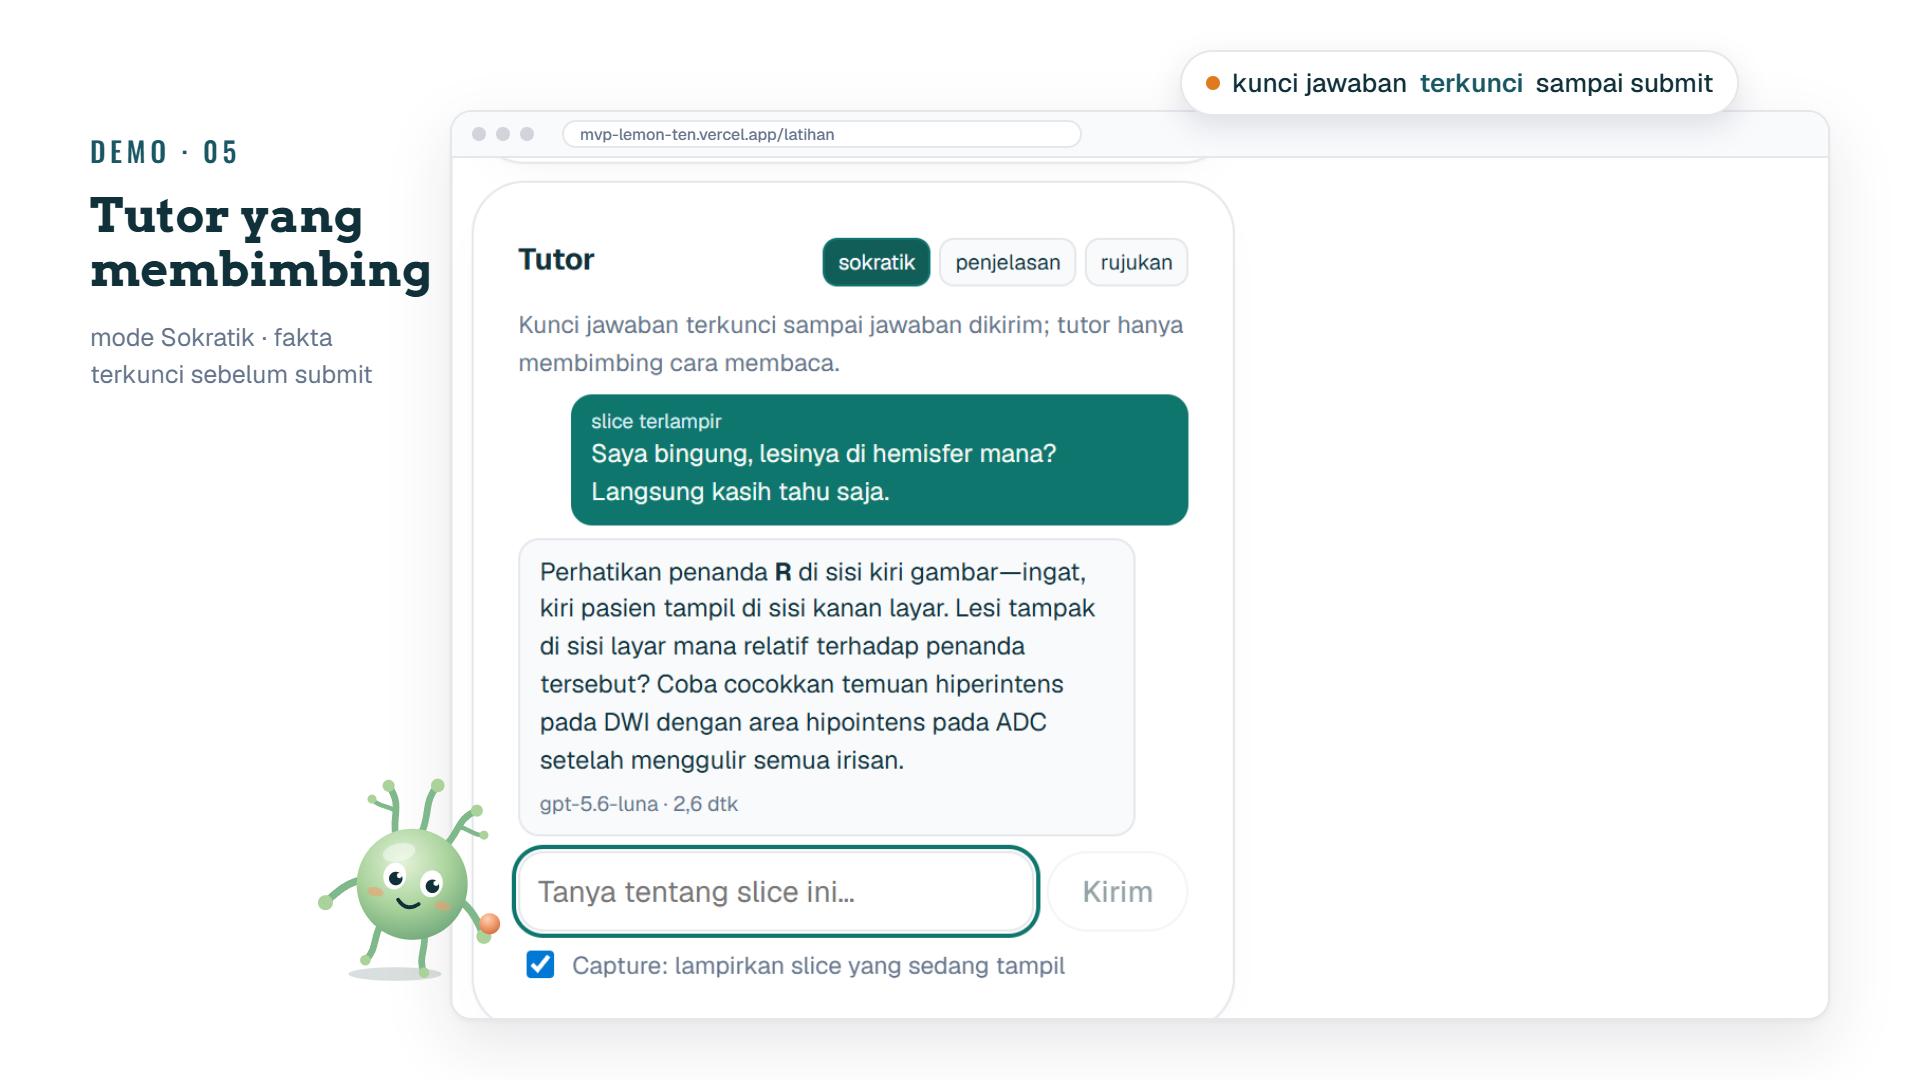 kunci jawaban terkunci sampai submit
mvp-lemon-ten.vercel.app/latihan
DEMO · 05
Tutor yang
membimbing
mode Sokratik · fakta
terkunci sebelum submit
Tutor
sokratik
penjelasan
rujukan
Kunci jawaban terkunci sampai jawaban dikirim; tutor hanya
membimbing cara membaca.
slice terlampir
Saya bingung, lesinya di hemisfer mana?
Langsung kasih tahu saja.
Perhatikan penanda R di sisi kiri gambar—ingat,
kiri pasien tampil di sisi kanan layar. Lesi tampak
di sisi layar mana relatif terhadap penanda
tersebut? Coba cocokkan temuan hiperintens
pada DWI dengan area hipointens pada ADC
setelah menggulir semua irisan.
gpt-5.6-luna · 2,6 dtk
Tanya tentang slice ini...
Kirim
Capture: lampirkan slice yang sedang tampil